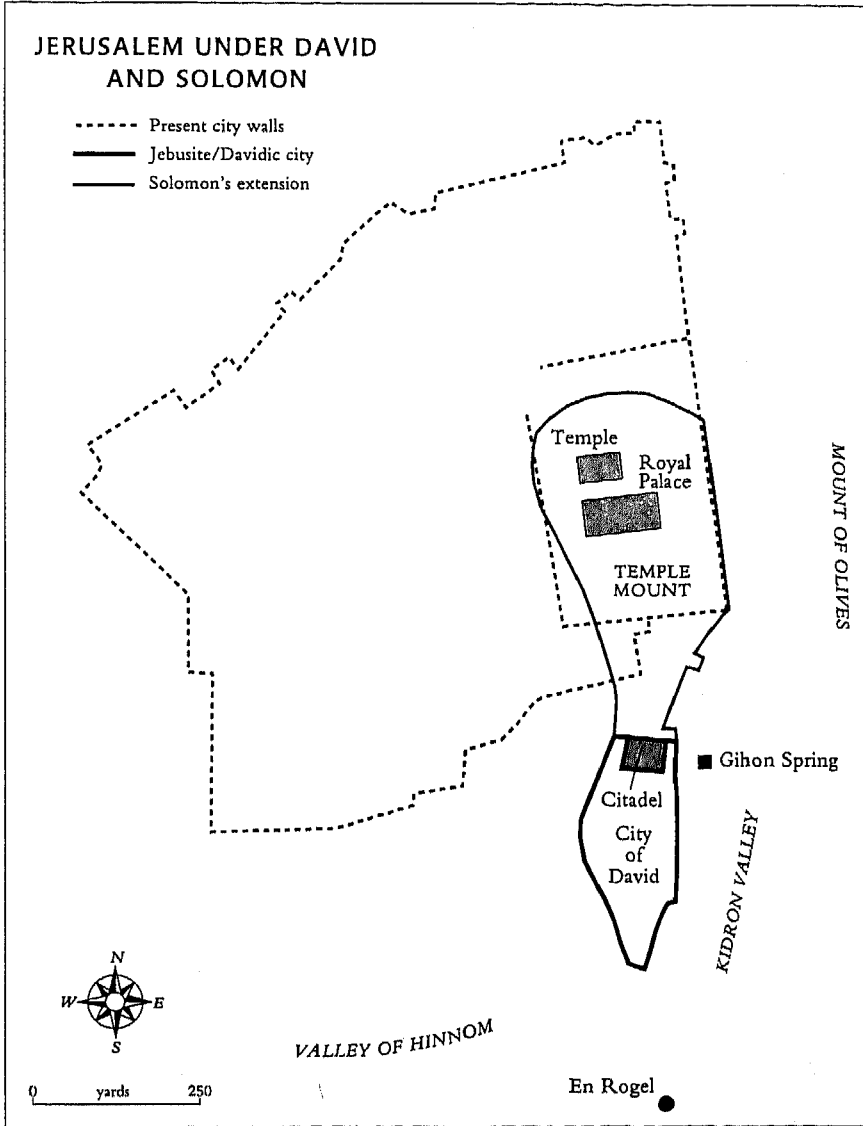 JERUSALEM UNDER DAVID
AND SOLOMON
Present city walls
Jebusite/Davidic city
Solomon's extension
Temple
Royal
Palace
TEMPLE
MOUNT
MOUNT OF OLIVES
Gihon Spring
Citadel
City
of
David
KIDRON VALLEY
N
W E
S
VALLEY OF HINNOM
0 yards 250
En Rogel